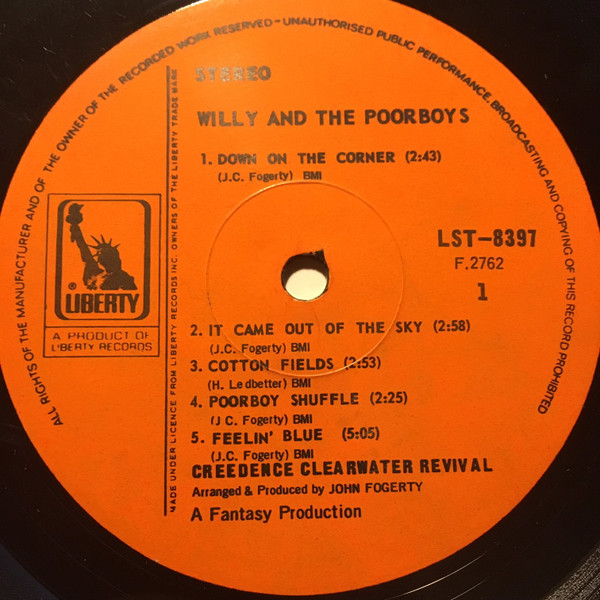 ALL RIGHTS OF THE MANUFACTURER AND OF THE OWNER OF THE RECORDED WORK RESERVED – UNAUTHORISED PUBLIC PERFORMANCE, BROADCASTING AND COPYING OF THIS RECORD PROHIBITED
STEREO
WILLY AND THE POORBOYS
1. DOWN ON THE CORNER (2:43)
(J.C. Fogerty) BMI
LST–8397
F.2762
1
® LIBERTY
A PRODUCT OF
LIBERTY RECORDS
MADE UNDER LICENCE FROM LIBERTY RECORDS INC. OWNERS OF THE LIBERTY TRADE MARK
2. IT CAME OUT OF THE SKY (2:58)
(J.C. Fogerty) BMI
3. COTTON FIELDS (2:53)
(H. Ledbetter) BMI
4. POORBOY SHUFFLE (2:25)
(J C. Fogerty) BMI
5. FEELIN' BLUE (5:05)
(J.C. Fogerty) BMI
CREEDENCE CLEARWATER REVIVAL
Arranged & Produced by JOHN FOGERTY
A Fantasy Production